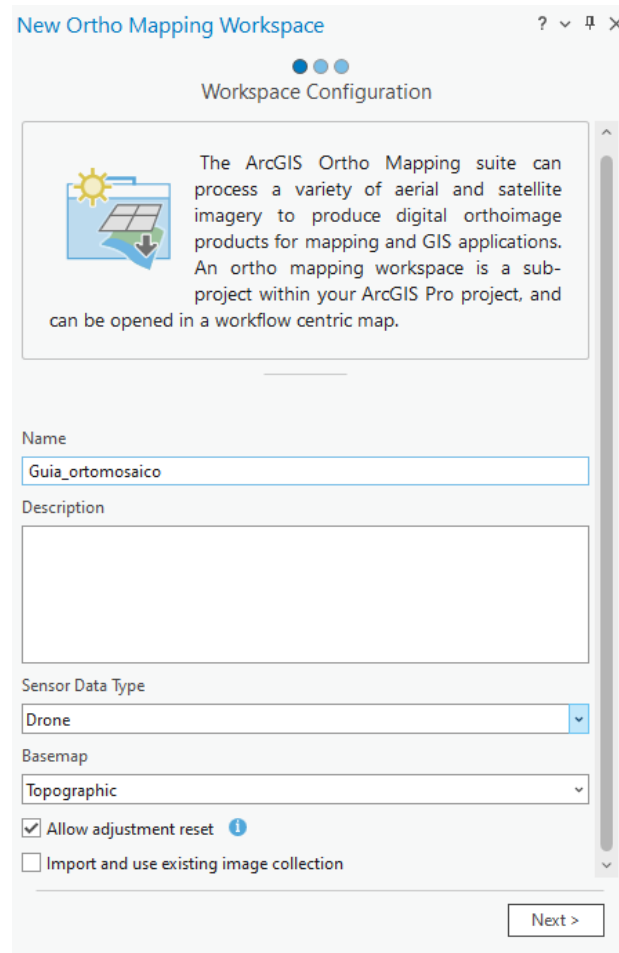 New Ortho Mapping Workspace
Workspace Configuration
The ArcGIS Ortho Mapping suite can
process a variety of aerial and satellite
imagery to produce digital orthoimage
products for mapping and GIS applications.
An ortho mapping workspace is a sub-
project within your ArcGIS Pro project, and
can be opened in a workflow centric map.
Name
Guia_ortomosaico
Description
Sensor Data Type
Drone
Basemap
Topographic
Allow adjustment reset
Import and use existing image collection
Next >